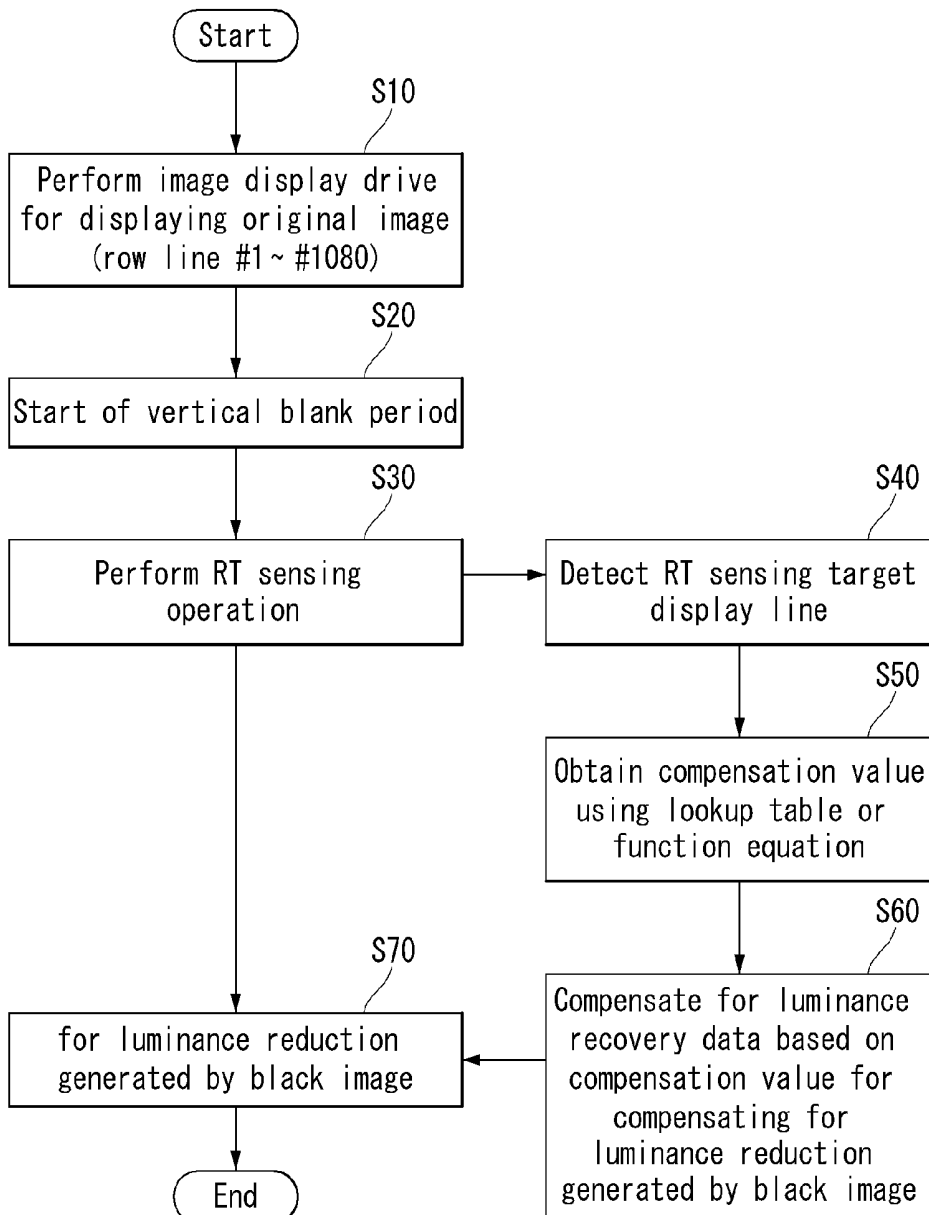 Start
S10
Perform image display drive
for displaying original image
(row line #1 ~ #1080)
S20
Start of vertical blank period
S30
Perform RT sensing
operation
S40
Detect RT sensing target
display line
S50
Obtain compensation value
using lookup table or
function equation
S60
Compensate for luminance
recovery data based on
compensation value for
compensating for
luminance reduction
generated by black image
S70
for luminance reduction
generated by black image
End